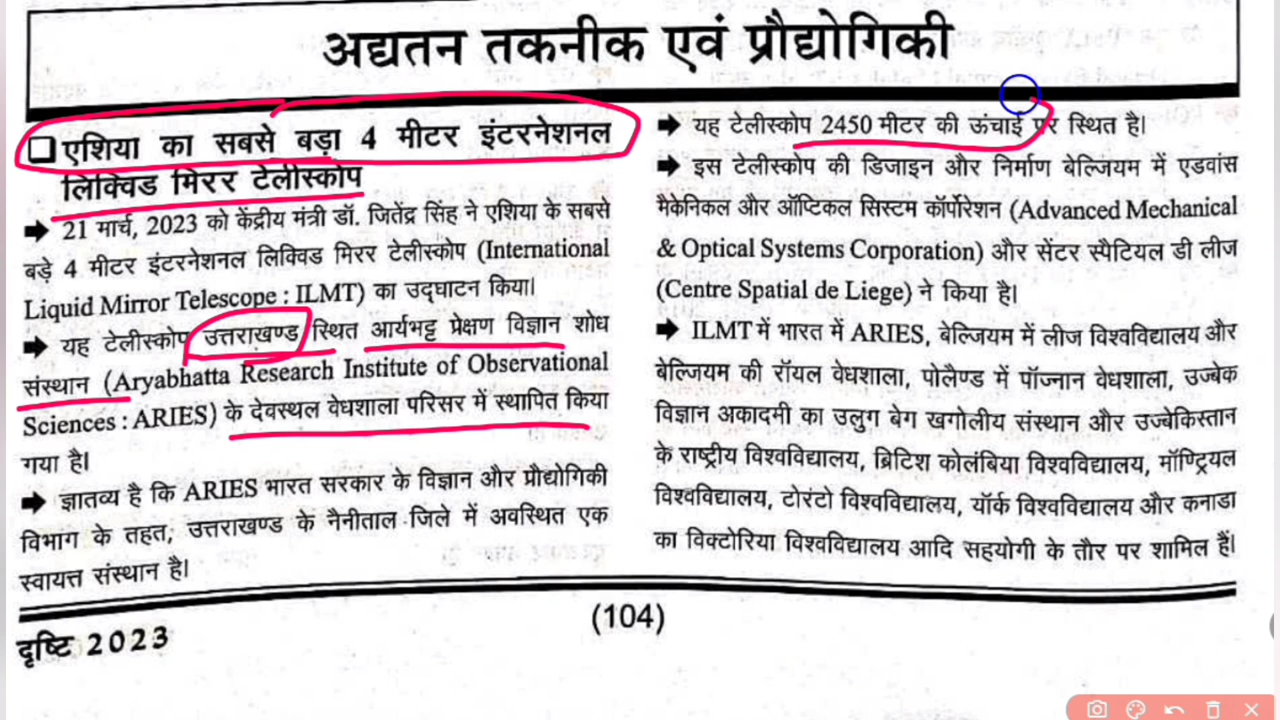 अद्यतन तकनीक एवं प्रौद्योगिकी
❑ एशिया का सबसे बड़ा 4 मीटर इंटरनेशनल
लिक्विड मिरर टेलीस्कोप
➡ 21 मार्च, 2023 को केंद्रीय मंत्री डॉ. जितेंद्र सिंह ने एशिया के सबसे
बड़े 4 मीटर इंटरनेशनल लिक्विड मिरर टेलीस्कोप (International
Liquid Mirror Telescope : ILMT) का उद्घाटन किया।
➡ यह टेलीस्कोप उत्तराखण्ड स्थित आर्यभट्ट प्रेक्षण विज्ञान शोध
संस्थान (Aryabhatta Research Institute of Observational
Sciences : ARIES) के देवस्थल वेधशाला परिसर में स्थापित किया
गया है।
➡ ज्ञातव्य है कि ARIES भारत सरकार के विज्ञान और प्रौद्योगिकी
विभाग के तहत, उत्तराखण्ड के नैनीताल जिले में अवस्थित एक
स्वायत्त संस्थान है।
➡ यह टेलीस्कोप 2450 मीटर की ऊंचाई पर स्थित है।
➡ इस टेलीस्कोप की डिजाइन और निर्माण बेल्जियम में एडवांस
मैकेनिकल और ऑप्टिकल सिस्टम कॉर्पोरेशन (Advanced Mechanical
& Optical Systems Corporation) और सेंटर स्पैटियल डी लीज
(Centre Spatial de Liege) ने किया है।
➡ ILMT में भारत में ARIES, बेल्जियम में लीज विश्वविद्यालय और
बेल्जियम की रॉयल वेधशाला, पोलैण्ड में पॉज्नान वेधशाला, उज्बेक
विज्ञान अकादमी का उलुग बेग खगोलीय संस्थान और उज्बेकिस्तान
के राष्ट्रीय विश्वविद्यालय, ब्रिटिश कोलंबिया विश्वविद्यालय, मॉण्ट्रियल
विश्वविद्यालय, टोरंटो विश्वविद्यालय, यॉर्क विश्वविद्यालय और कनाडा
का विक्टोरिया विश्वविद्यालय आदि सहयोगी के तौर पर शामिल हैं।
(104)
दृष्टि 2023